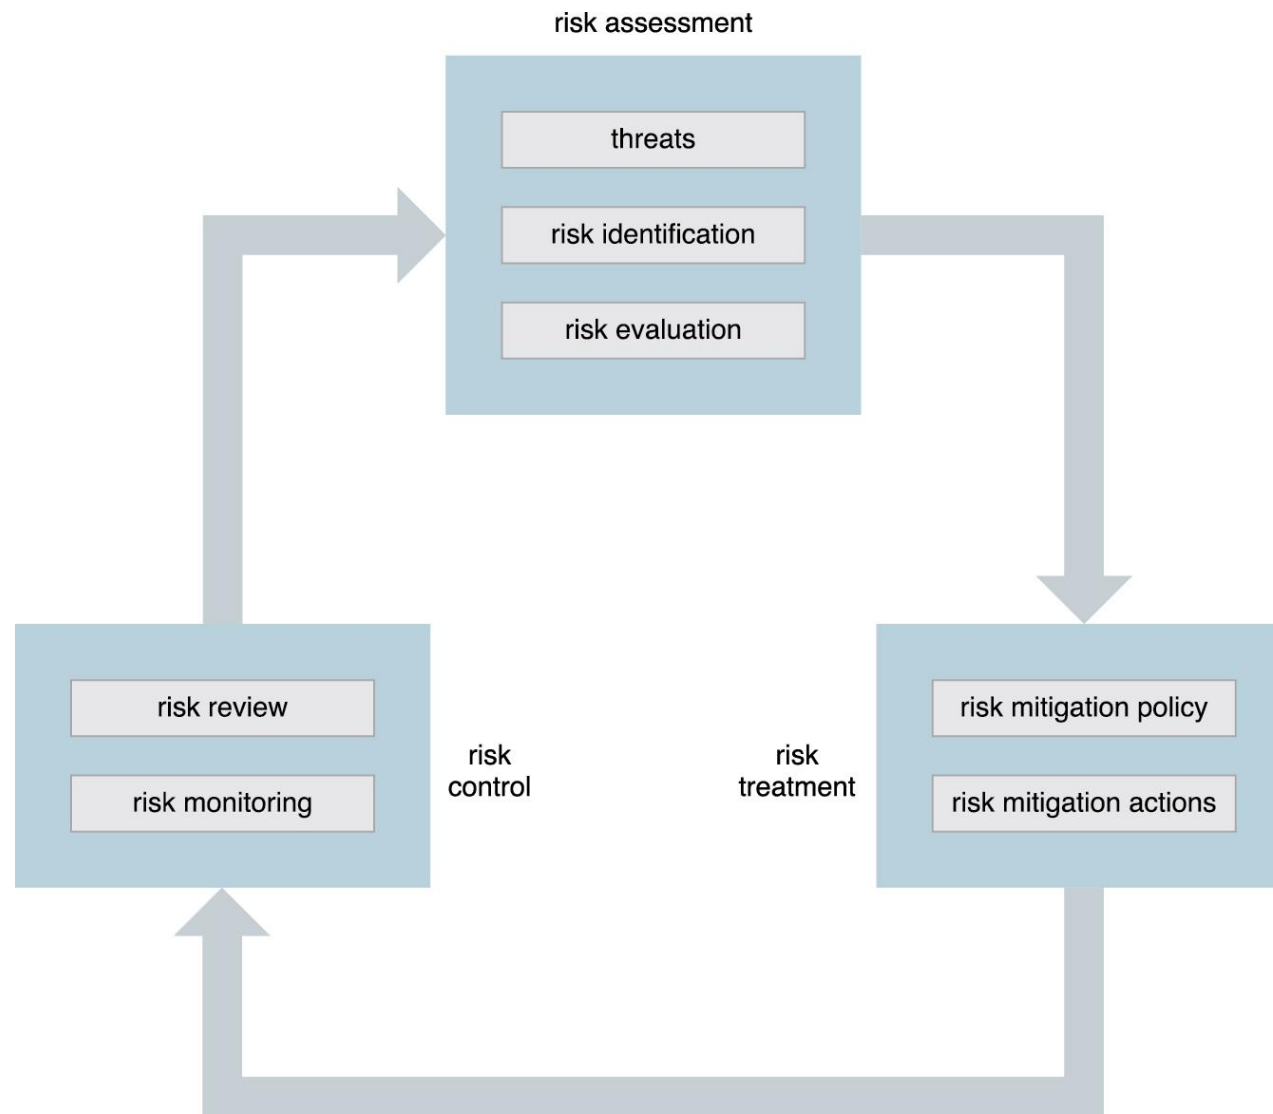 risk assessment
threats
risk identification
risk evaluation
risk review
risk monitoring
risk
control
risk
treatment
risk mitigation policy
risk mitigation actions